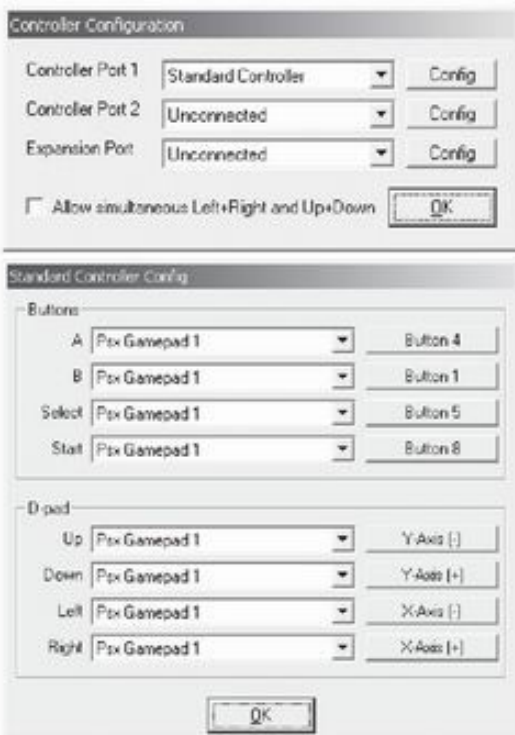 Controller Configuration
Controller Port 1 Standard Controller Config
Controller Port 2 Unconnected Config
Expansion Port Unconnected Config
Allow simultaneous Left+Right and Up+Down OK
Standard Controller Config
Buttons
A Psx Gamepad 1 Button 4
B Psx Gamepad 1 Button 1
Select Psx Gamepad 1 Button 5
Start Psx Gamepad 1 Button 8
D-pad
Up Psx Gamepad 1 Y-Axis (-)
Down Psx Gamepad 1 Y-Axis (+)
Left Psx Gamepad 1 X-Axis (-)
Right Psx Gamepad 1 X-Axis (+)
OK